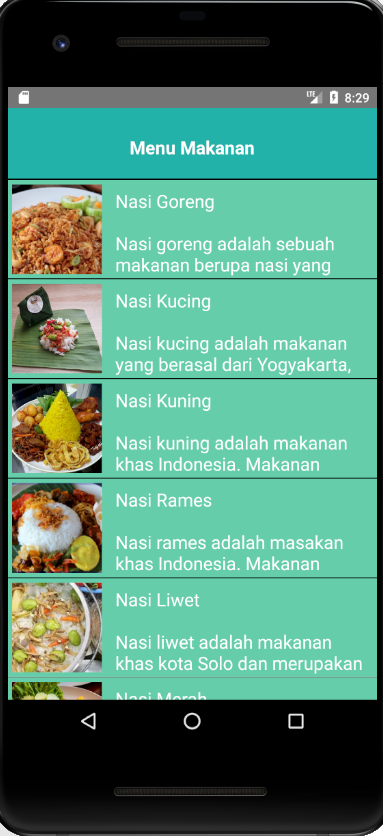 LTE 8:29
Menu Makanan
Nasi Goreng
Nasi goreng adalah sebuah
makanan berupa nasi yang
Nasi Kucing
Nasi kucing adalah makanan
yang berasal dari Yogyakarta,
Nasi Kuning
Nasi kuning adalah makanan
khas Indonesia. Makanan
Nasi Rames
Nasi rames adalah masakan
khas Indonesia. Makanan
Nasi Liwet
Nasi liwet adalah makanan
khas kota Solo dan merupakan
Nasi Merah